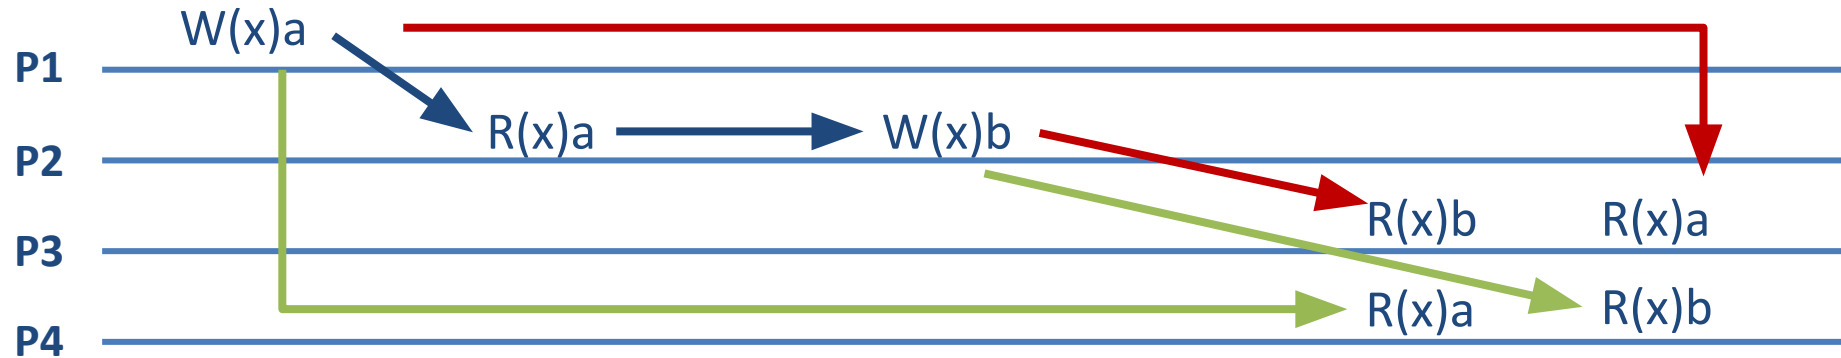 W(x)a
P1
R(x)a W(x)b
P2
R(x)b R(x)a
P3
R(x)a R(x)b
P4